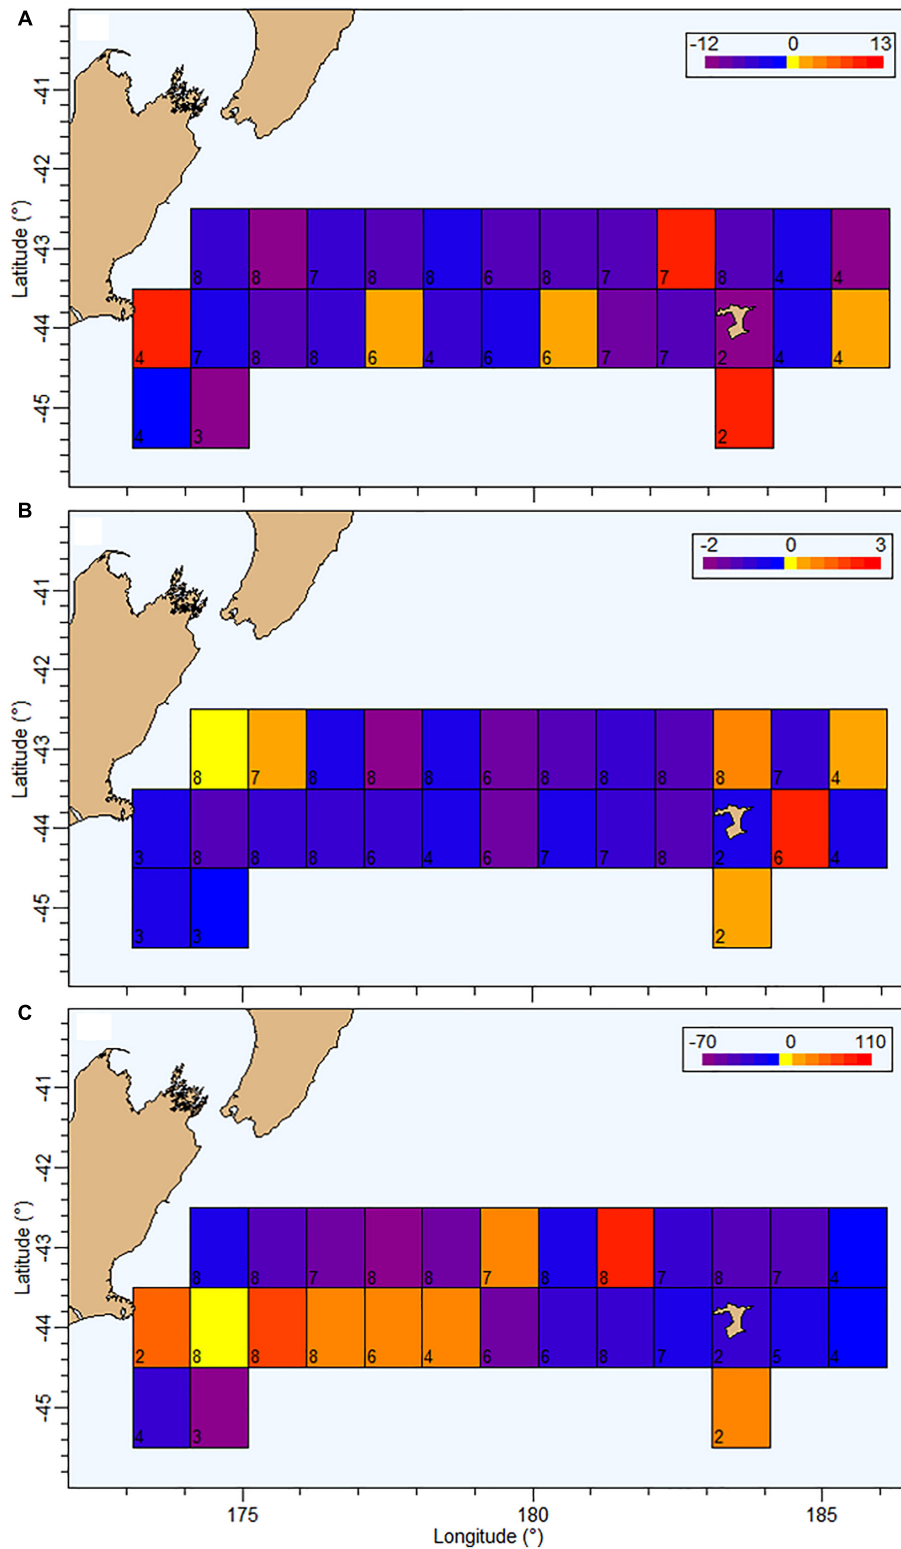 A
-12 0 13
-41
-42
-43
-44
-45
Latitude (°)
8 8 7 8 8 6 8 7 7 8 4 4
4 7 8 8 6 4 6 6 7 7 2 4 4
4 3 2
B
-2 0 3
-41
-42
-43
-44
-45
Latitude (°)
8 7 8 8 8 6 8 8 8 8 7 4
3 8 8 8 6 4 6 7 7 8 2 6 4
3 3 2
C
-70 0 110
-41
-42
-43
-44
-45
Latitude (°)
8 8 7 8 8 7 8 8 7 8 7 4
2 8 8 8 6 4 6 6 8 7 2 5 4
4 3 2
175 180 185
Longitude (°)